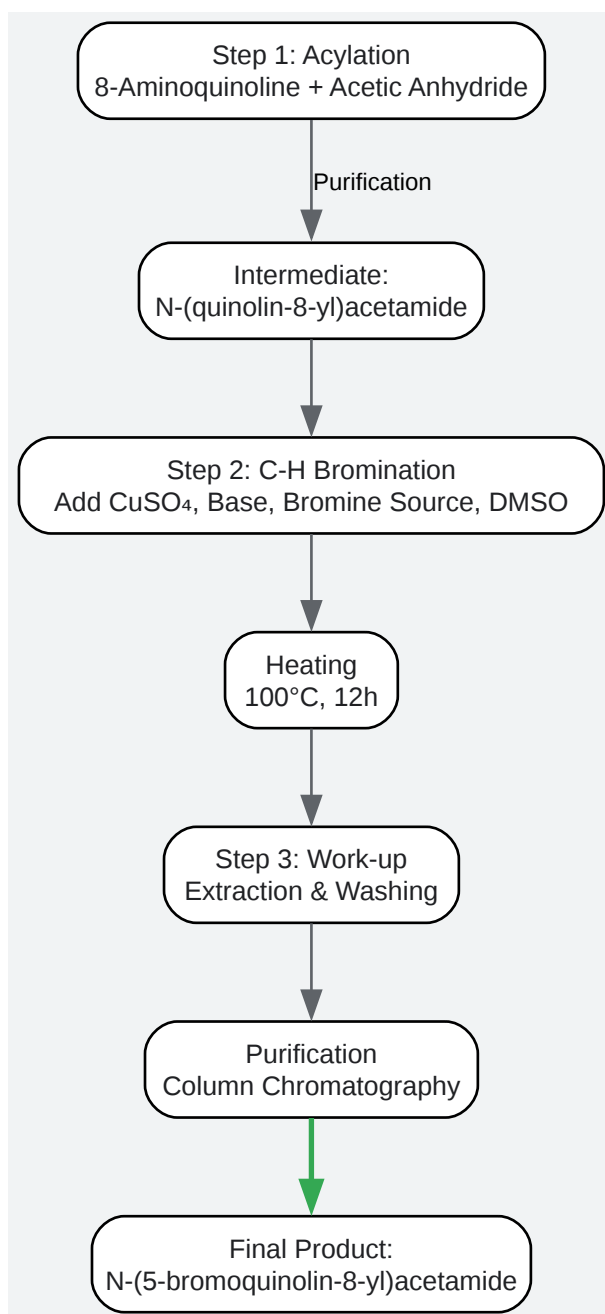 Step 1: Acylation
8-Aminoquinoline + Acetic Anhydride
Purification
Intermediate:
N-(quinolin-8-yl)acetamide
Step 2: C-H Bromination
Add CuSO₄, Base, Bromine Source, DMSO
Heating
100°C, 12h
Step 3: Work-up
Extraction & Washing
Purification
Column Chromatography
Final Product:
N-(5-bromoquinolin-8-yl)acetamide